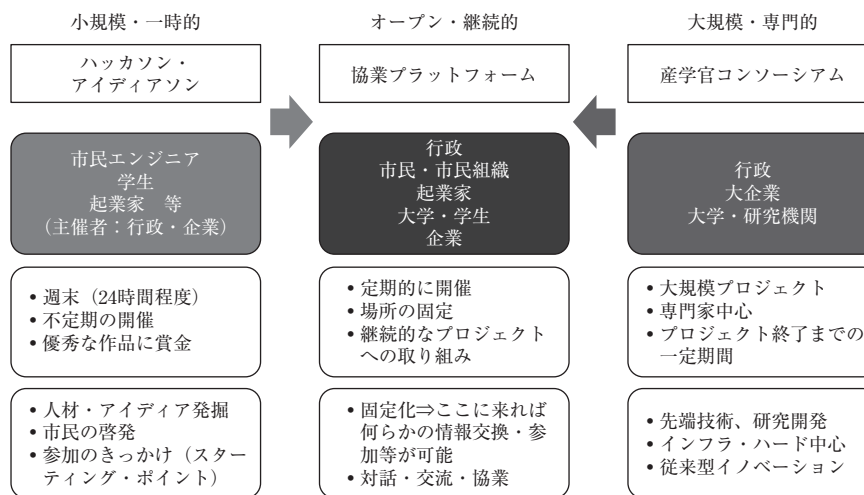 小規模・一時的
ハッカソン・
アイディアソン
市民エンジニア
学生
起業家　等
（主催者：行政・企業）
• 週末（24時間程度）
• 不定期の開催
• 優秀な作品に賞金
• 人材・アイディア発掘
• 市民の啓発
• 参加のきっかけ（スター
ティング・ポイント）
オープン・継続的
協業プラットフォーム
行政
市民・市民組織
起業家
大学・学生
企業
• 定期的に開催
• 場所の固定
• 継続的なプロジェクト
への取り組み
• 固定化⇒ここに来れば
何らかの情報交換・参
加等が可能
• 対話・交流・協業
大規模・専門的
産学官コンソーシアム
行政
大企業
大学・研究機関
• 大規模プロジェクト
• 専門家中心
• プロジェクト終了までの
一定期間
• 先端技術、研究開発
• インフラ・ハード中心
• 従来型イノベーション